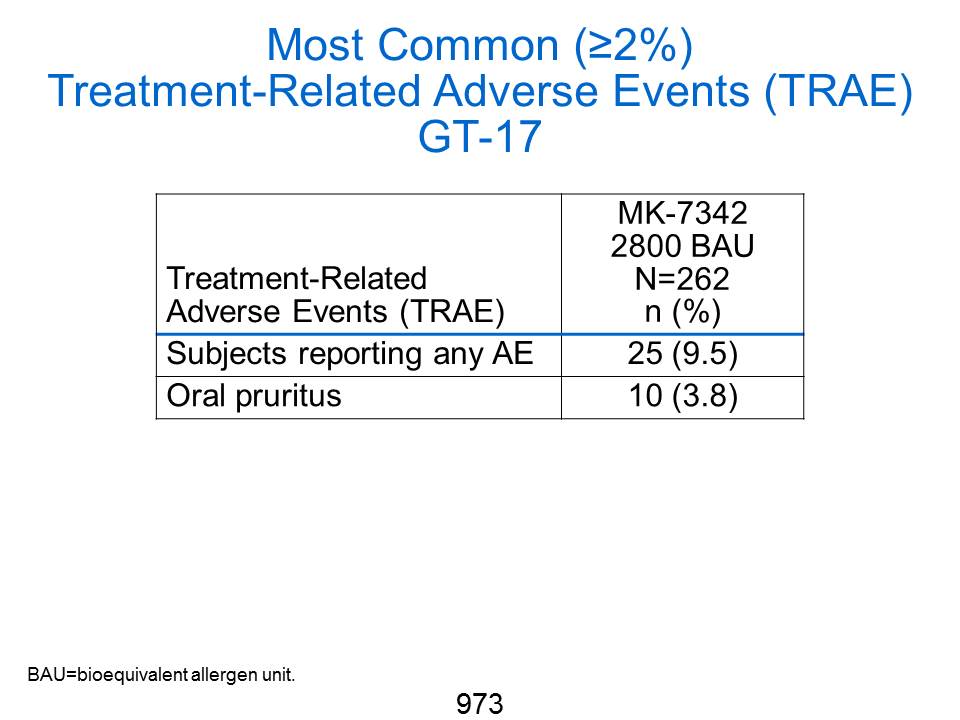 Most Common (≥2%)
Treatment-Related Adverse Events (TRAE)
GT-17
Treatment-Related
Adverse Events (TRAE)
MK-7342
2800 BAU
N=262
n (%)
Subjects reporting any AE
25 (9.5)
Oral pruritus
10 (3.8)
BAU=bioequivalent allergen unit.
973